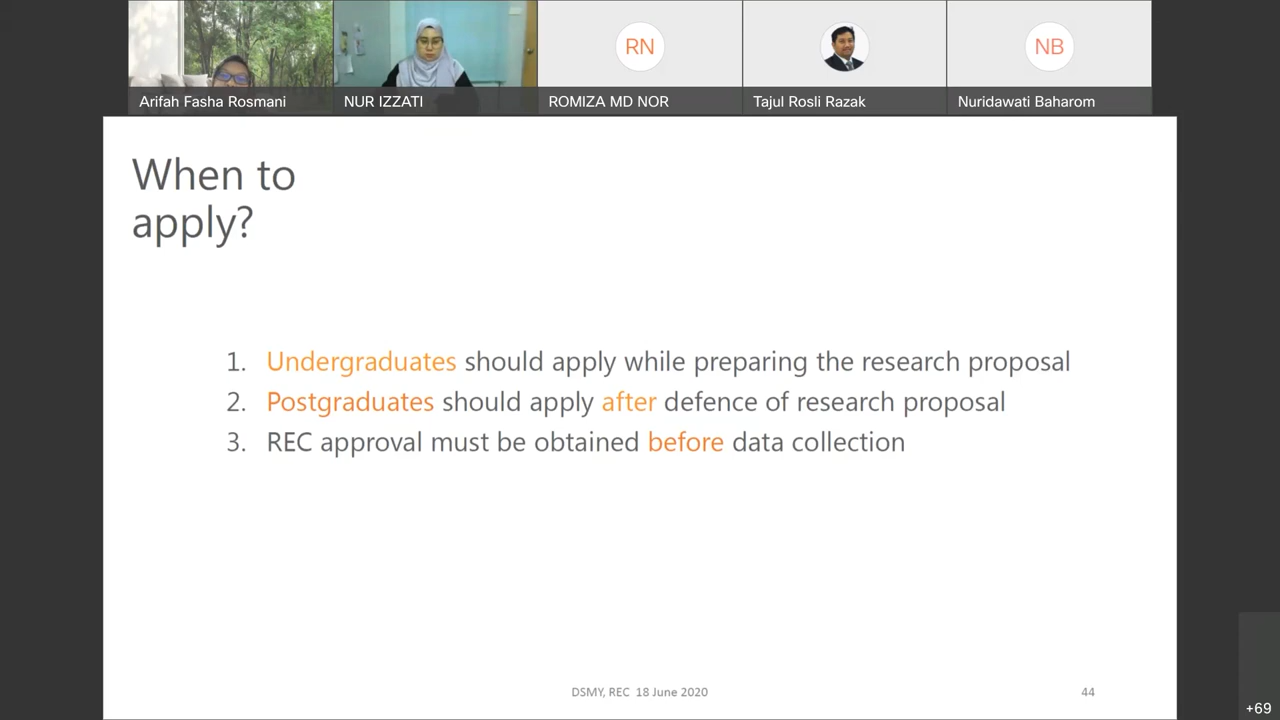 RN
NB
Arifah Fasha Rosmani
NUR IZZATI
ROMIZA MD NOR
Tajul Rosli Razak
Nuridawati Baharom
When to
apply?
1. Undergraduates should apply while preparing the research proposal
2. Postgraduates should apply after defence of research proposal
3. REC approval must be obtained before data collection
DSMY, REC 18 June 2020
44
+69